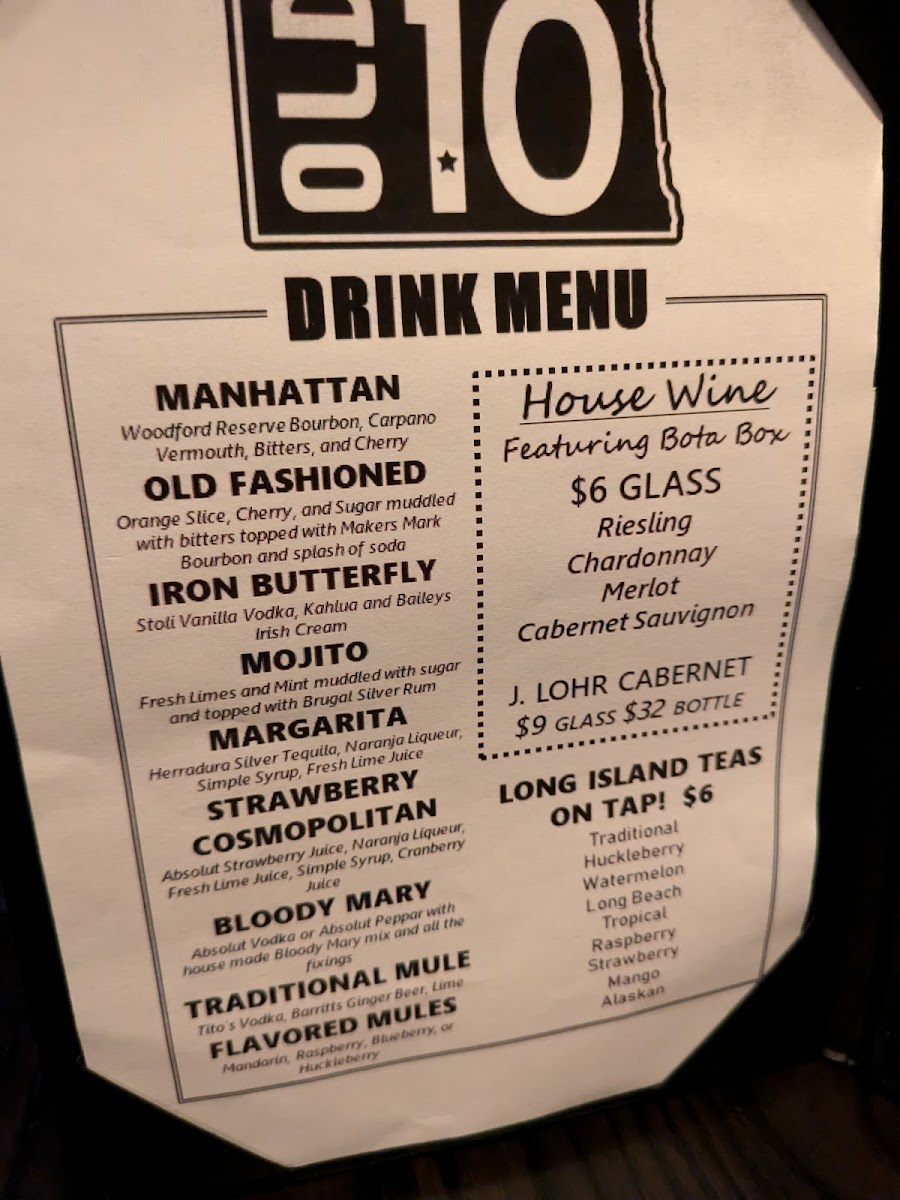 OLD
10
DRINK MENU
MANHATTAN
Woodford Reserve Bourbon, Carpano
Vermouth, Bitters, and Cherry
OLD FASHIONED
Orange Slice, Cherry, and Sugar muddled
with bitters topped with Makers Mark
Bourbon and splash of soda
IRON BUTTERFLY
Stoli Vanilla Vodka, Kahlua and Baileys
Irish Cream
MOJITO
Fresh Limes and Mint muddled with sugar
and topped with Brugal Silver Rum
MARGARITA
Herradura Silver Tequila, Naranja Liqueur,
Simple Syrup, Fresh Lime Juice
STRAWBERRY
COSMOPOLITAN
Absolut Strawberry Juice, Naranja Liqueur,
Fresh Lime Juice, Simple Syrup, Cranberry
Juice
BLOODY MARY
Absolut Vodka or Absolut Peppar with
house made Bloody Mary mix and all the
fixings
TRADITIONAL MULE
Tito's Vodka, Barritts Ginger Beer, Lime
FLAVORED MULES
Mandarin, Raspberry, Blueberry, or
Huckleberry
House Wine
Featuring Bota Box
$6 GLASS
Riesling
Chardonnay
Merlot
Cabernet Sauvignon
J. LOHR CABERNET
$9 GLASS $32 BOTTLE
LONG ISLAND TEAS
ON TAP! $6
Traditional
Huckleberry
Watermelon
Long Beach
Tropical
Raspberry
Strawberry
Mango
Alaskan